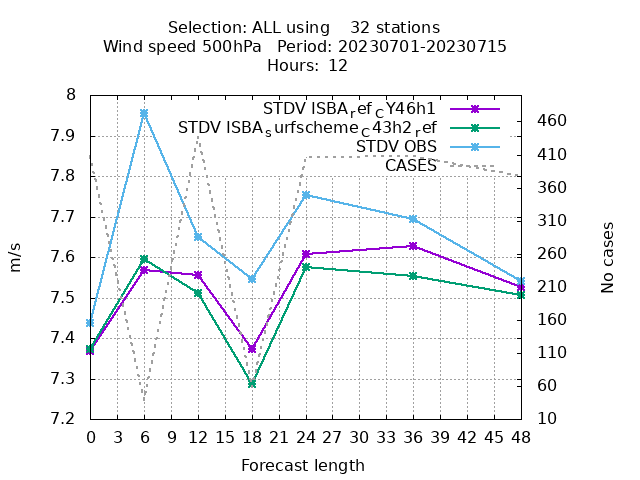 Selection: ALL using    32 stations
Wind speed 500hPa   Period: 20230701-20230715
Hours: 12
STDV ISBA_ref_CY46h1
STDV ISBA_surfscheme_C43h2_ref
STDV OBS
CASES
8
7.9
7.8
7.7
7.6
7.5
7.4
7.3
7.2
m/s
460
410
360
310
260
210
160
110
60
10
No cases
0 3 6 9 12 15 18 21 24 27 30 33 36 39 42 45 48
Forecast length